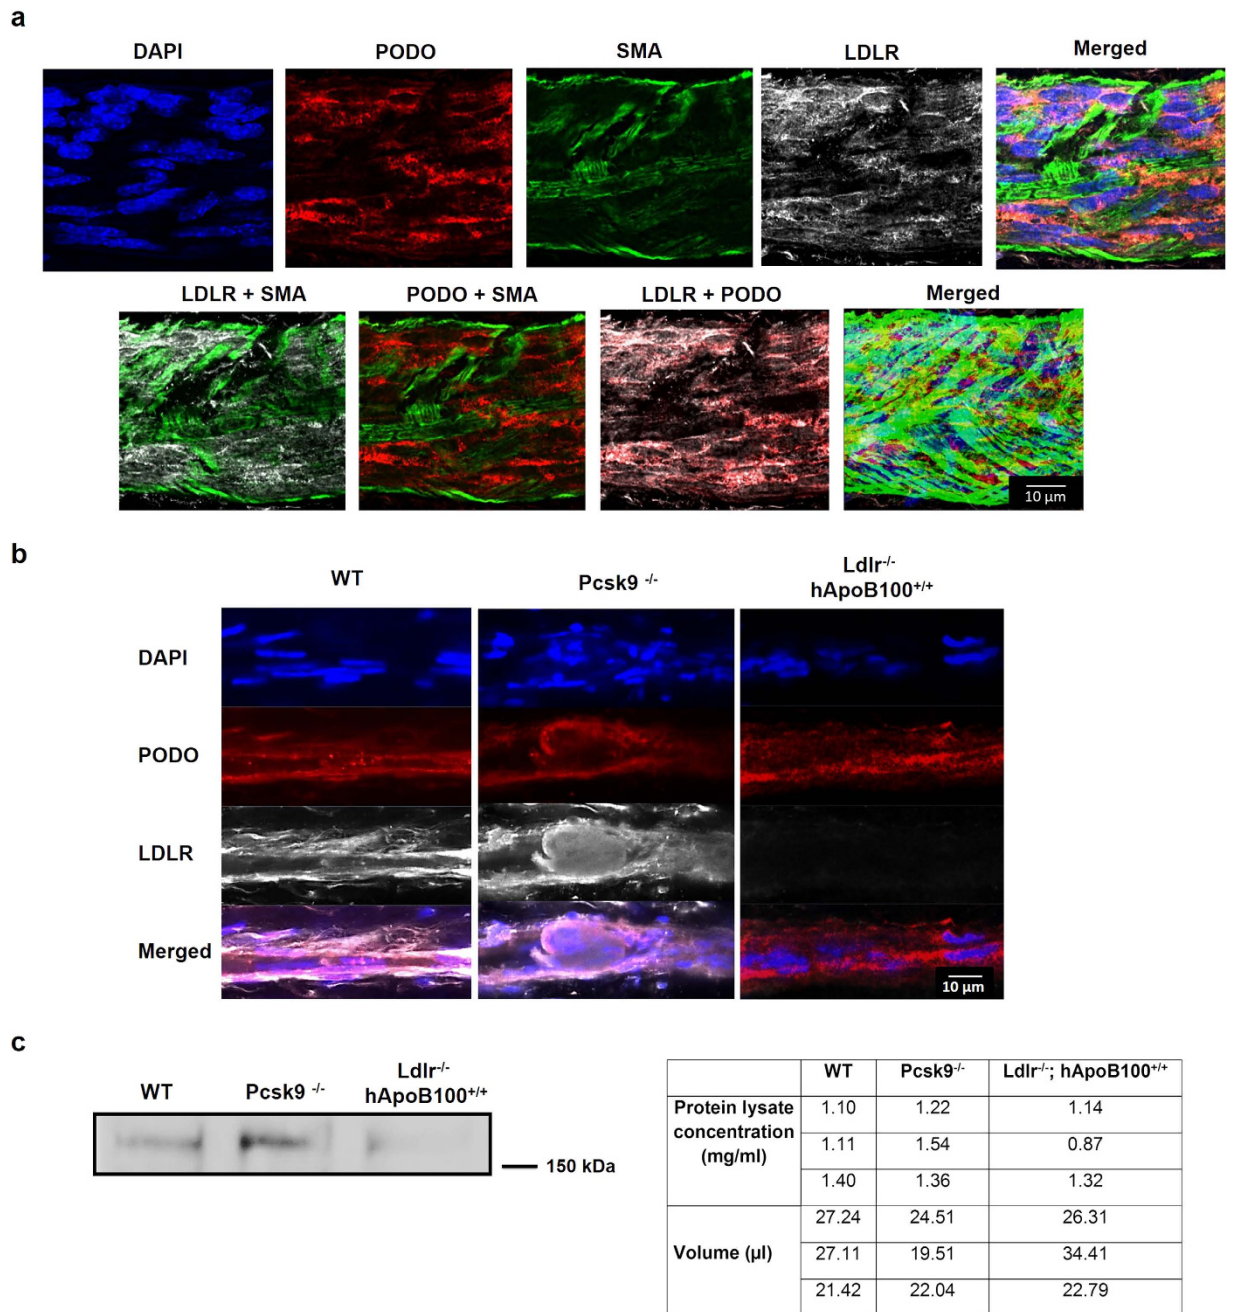 a
DAPI
PODO
SMA
LDLR
Merged
LDLR + SMA
PODO + SMA
LDLR + PODO
Merged
10 µm
b
WT
Pcsk9 -/-
Ldlr-/-
hApoB100+/+
DAPI
PODO
LDLR
Merged
10 µm
c
WT
Pcsk9 -/-
Ldlr-/-
hApoB100+/+
150 kDa
WT Pcsk9-/- Ldlr-/-; hApoB100+/+
Protein lysate concentration (mg/ml) 1.10 1.22 1.14
1.11 1.54 0.87
1.40 1.36 1.32
Volume (µl) 27.24 24.51 26.31
27.11 19.51 34.41
21.42 22.04 22.79